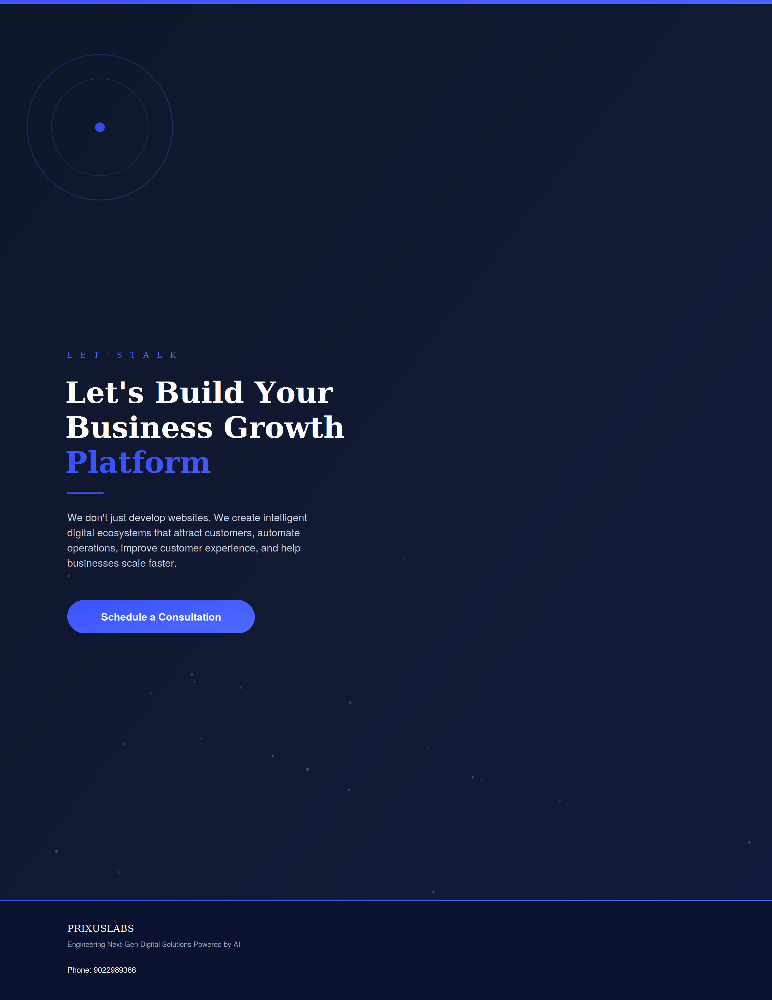 LET'S TALK
Let's Build Your
Business Growth
Platform
We don't just develop websites. We create intelligent
digital ecosystems that attract customers, automate
operations, improve customer experience, and help
businesses scale faster.
Schedule a Consultation
PRIXUSLABS
Engineering Next-Gen Digital Solutions Powered by AI
Phone: 9022989386